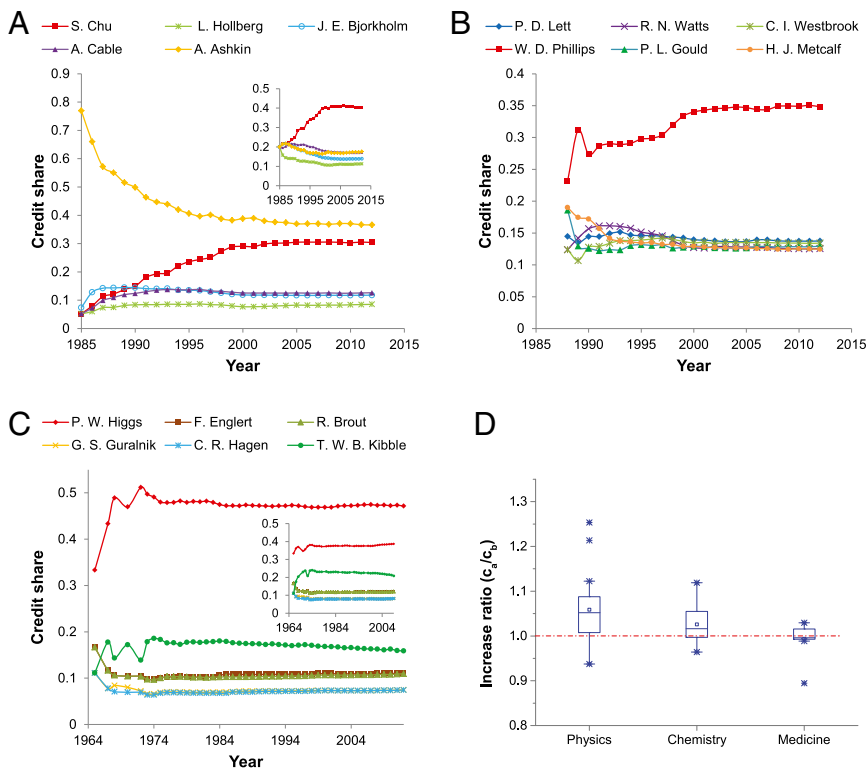 A
S. Chu L. Hollberg J. E. Bjorkholm
A. Cable A. Ashkin
0.9
0.8
0.7
0.6
0.5
0.4
0.3
0.2
0.1
0
Credit share
1985 1990 1995 2000 2005 2010 2015
Year
0.5
0.4
0.3
0.2
0.1
0
1985 1995 2005 2015
B
P. D. Lett R. N. Watts C. I. Westbrook
W. D. Phillips P. L. Gould H. J. Metcalf
0.4
0.35
0.3
0.25
0.2
0.15
0.1
0.05
0
Credit share
1985 1990 1995 2000 2005 2010 2015
Year
C
P. W. Higgs F. Englert R. Brout
G. S. Guralnik C. R. Hagen T. W. B. Kibble
0.5
0.4
0.3
0.2
0.1
0
Credit share
1964 1974 1984 1994 2004
Year
0.5
0.4
0.3
0.2
0.1
0
1964 1984 2004
D
1.3
1.2
1.1
1.0
0.9
0.8
Increase ratio (ca/cb)
Physics Chemistry Medicine